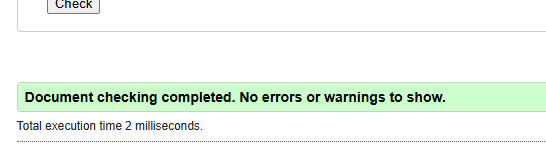 Check
Document checking completed. No errors or warnings to show.
Total execution time 2 milliseconds.